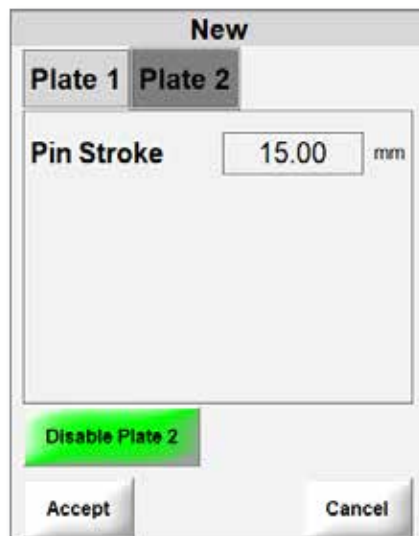 New
Plate 1 Plate 2
Pin Stroke 15.00 mm
Disable Plate 2
Accept Cancel